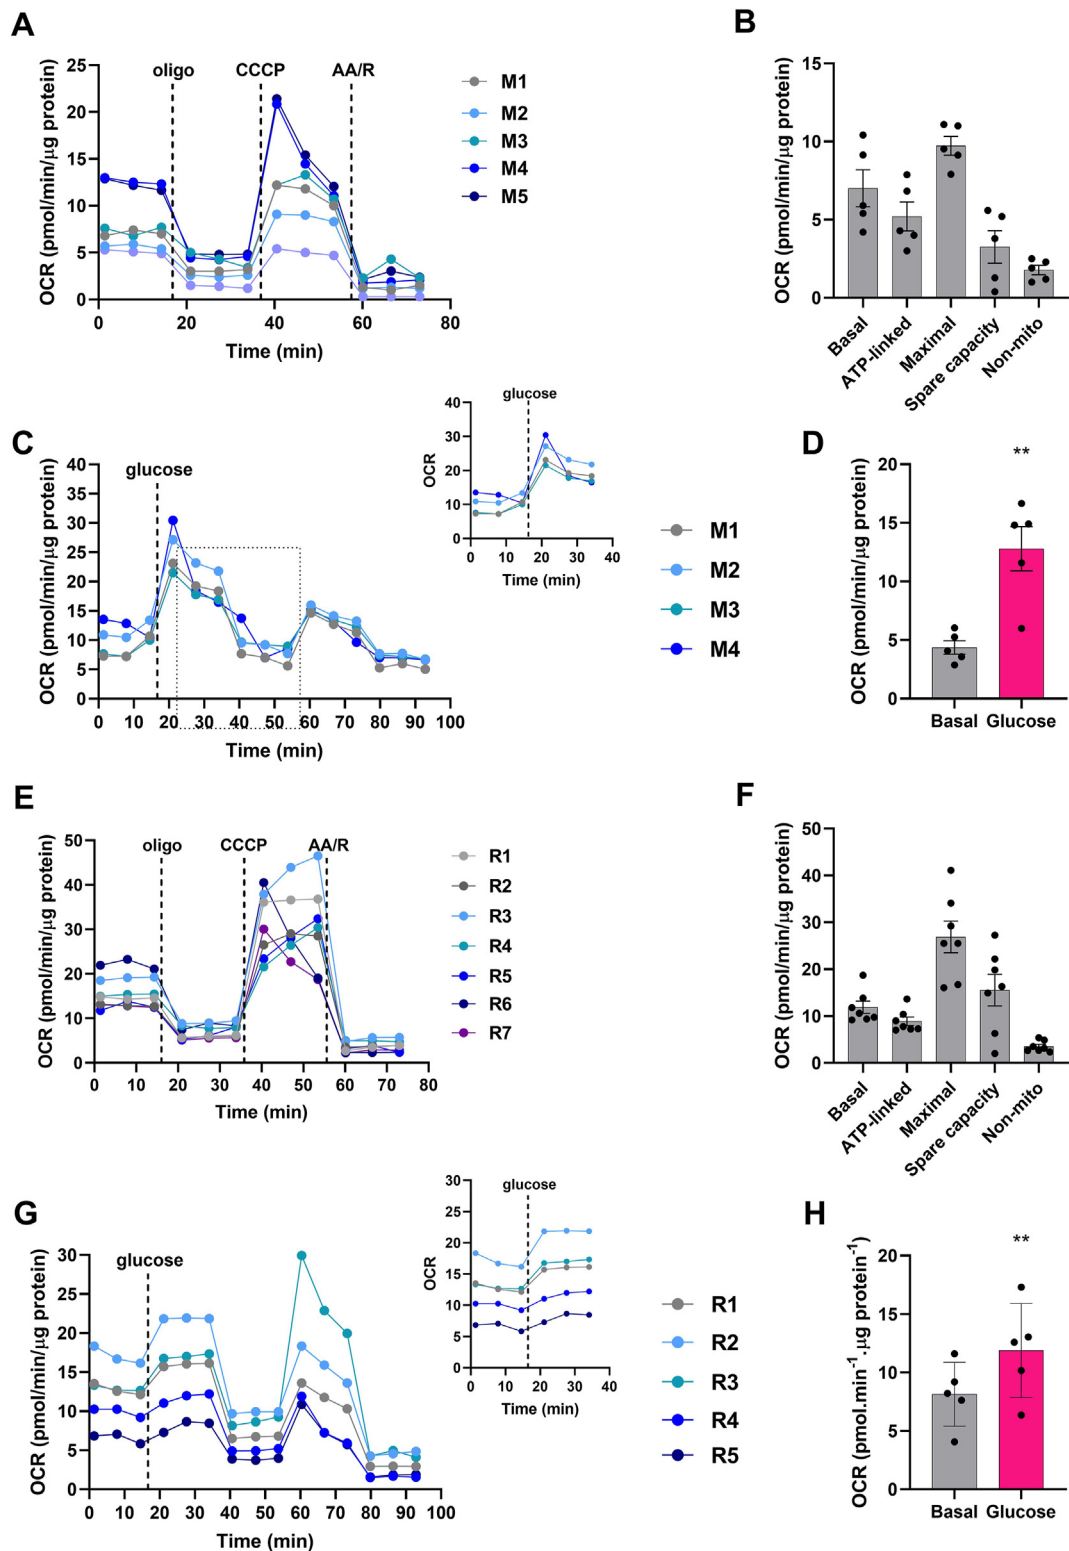 A
OCR (pmol/min/µg protein)
25
20
15
10
5
0
oligo
CCCP
AA/R
0 20 40 60 80
Time (min)
M1
M2
M3
M4
M5
B
OCR (pmol/min/µg protein)
15
10
5
0
Basal
ATP-linked
Maximal
Spare capacity
Non-mito
C
OCR (pmol/min/µg protein)
40
35
30
25
20
15
10
5
0
glucose
0 10 20 30 40 50 60 70 80 90 100
Time (min)
OCR
40
30
20
10
0
glucose
0 10 20 30 40
Time (min)
M1
M2
M3
M4
D
OCR (pmol/min/µg protein)
20
15
10
5
0
**
Basal Glucose
E
OCR (pmol/min/µg protein)
50
40
30
20
10
0
oligo
CCCP
AA/R
0 10 20 30 40 50 60 70 80
Time (min)
R1
R2
R3
R4
R5
R6
R7
F
OCR (pmol/min/µg protein)
50
40
30
20
10
0
Basal
ATP-linked
Maximal
Spare capacity
Non-mito
G
OCR (pmol/min/µg protein)
30
25
20
15
10
5
0
glucose
0 10 20 30 40 50 60 70 80 90 100
Time (min)
OCR
30
25
20
15
10
5
0
glucose
0 10 20 30 40
Time (min)
R1
R2
R3
R4
R5
H
OCR (pmol.min⁻¹.µg protein⁻¹)
20
15
10
5
0
**
Basal Glucose